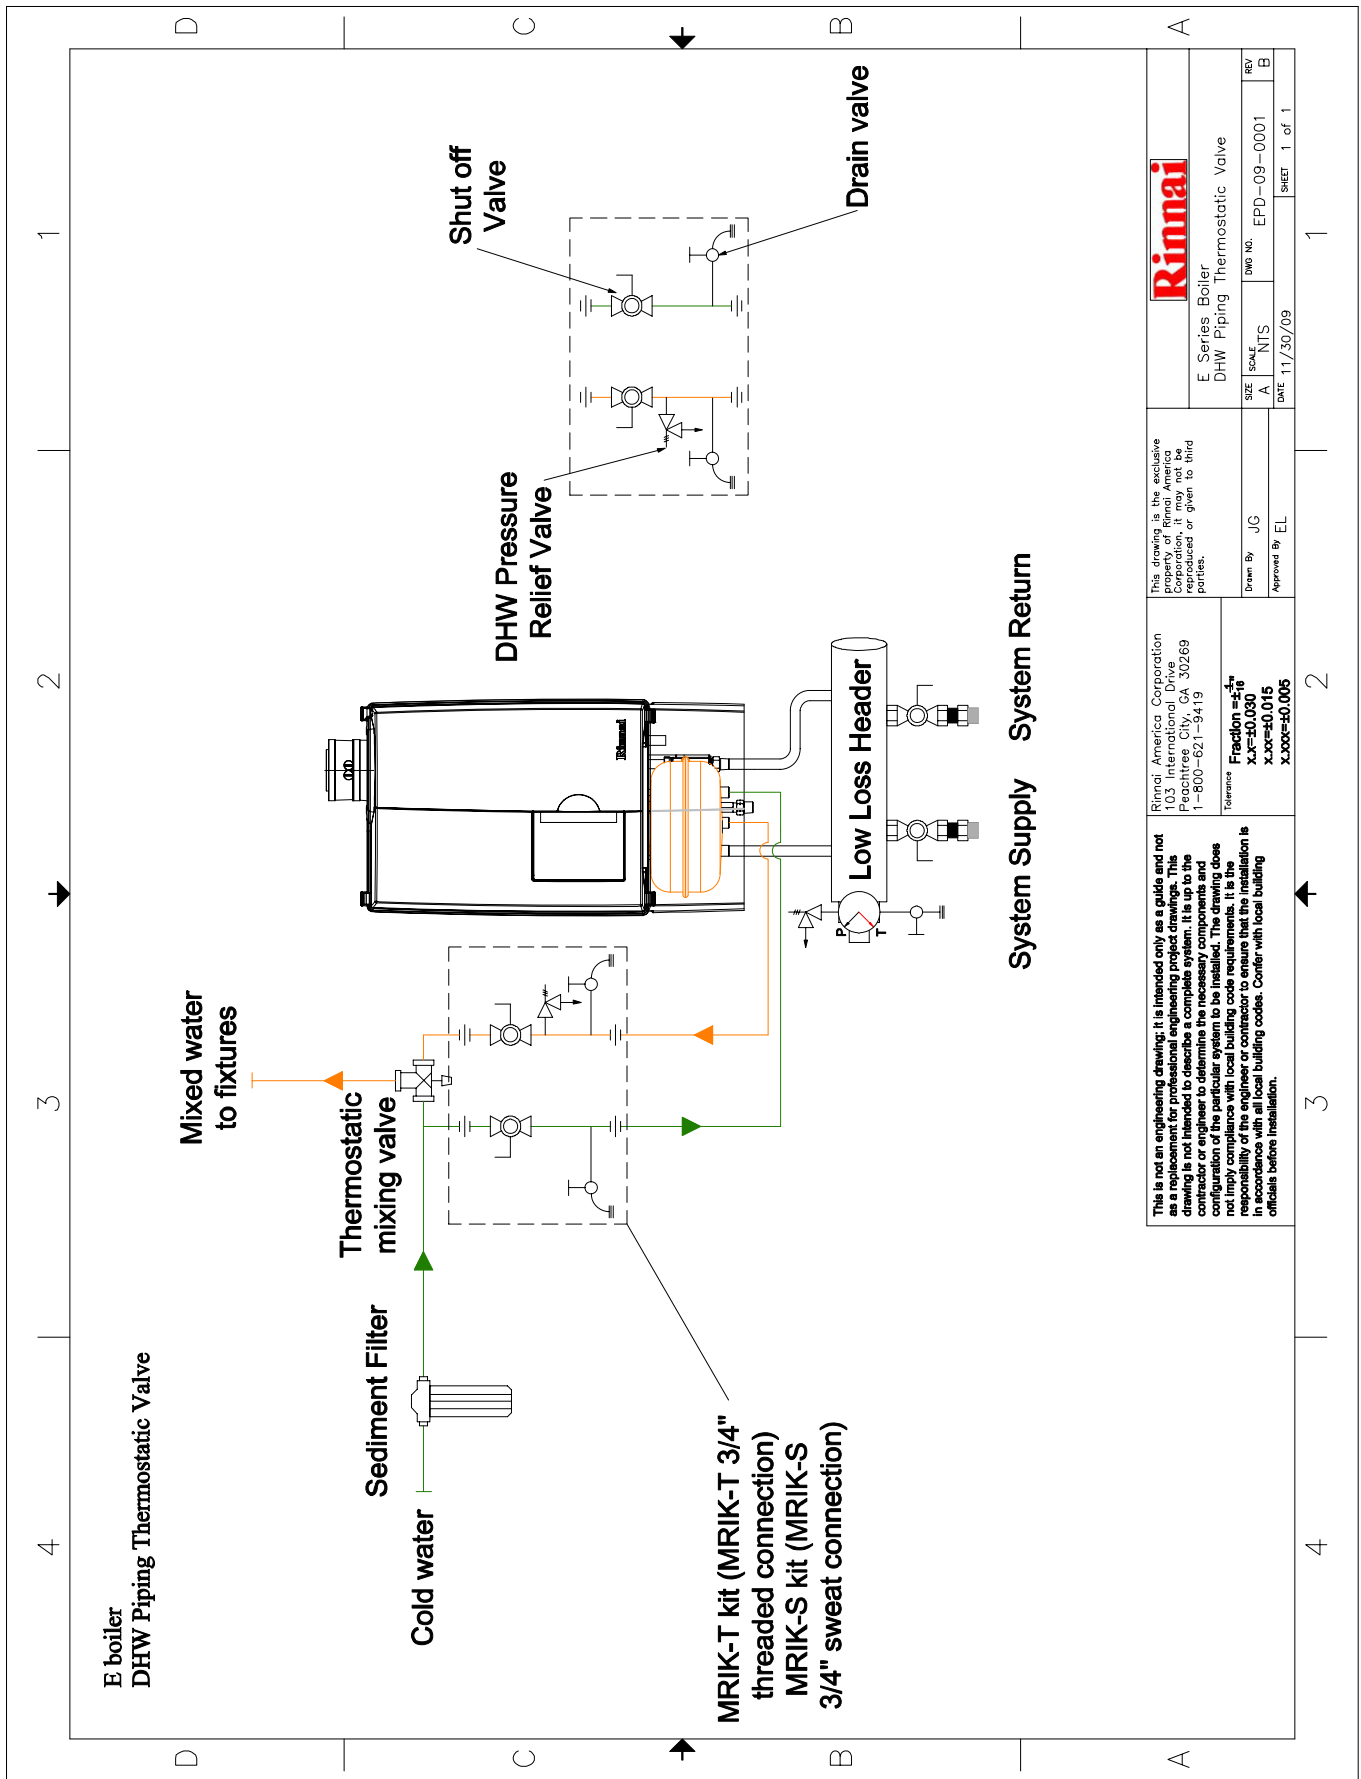 E boiler
DHW Piping Thermostatic Valve
4
3
2
1
D
C
B
A
D
C
B
A
4
3
2
1
Mixed water
to fixtures
Thermostatic
mixing valve
Sediment Filter
Cold water
MRIK-T kit (MRIK-T 3/4"
threaded connection)
MRIK-S kit (MRIK-S
3/4" sweat connection)
Rinnai
P
T
Low Loss Header
System Supply
System Return
DHW Pressure
Relief Valve
Shut off
Valve
Drain valve
This is not an engineering drawing; it is intended only as a guide and not
as a replacement for professional engineering project drawings. This
drawing is not intended to describe a complete system. It is up to the
contractor or engineer to determine the necessary components and
configuration of the particular system to be installed. The drawing does
not imply compliance with local building code requirements. It is the
responsibility of the engineer or contractor to ensure that the installation is
in accordance with all local building codes. Confer with local building
officials before installation.
Rinnai America Corporation
103 International Drive
Peachtree City, GA 30269
1-800-621-9419
Tolerance
Fraction =±1/16"
x.x=±0.030
x.xx=±0.015
x.xxx=±0.005
This drawing is the exclusive
property of Rinnai America
Corporation, it may not be
reproduced or given to third
parties.
Drawn By JG
Approved By EL
Rinnai
E Series Boiler
DHW Piping Thermostatic Valve
SIZE A
SCALE NTS
DWG NO. EPD-09-0001
REV B
DATE 11/30/09
SHEET 1 of 1